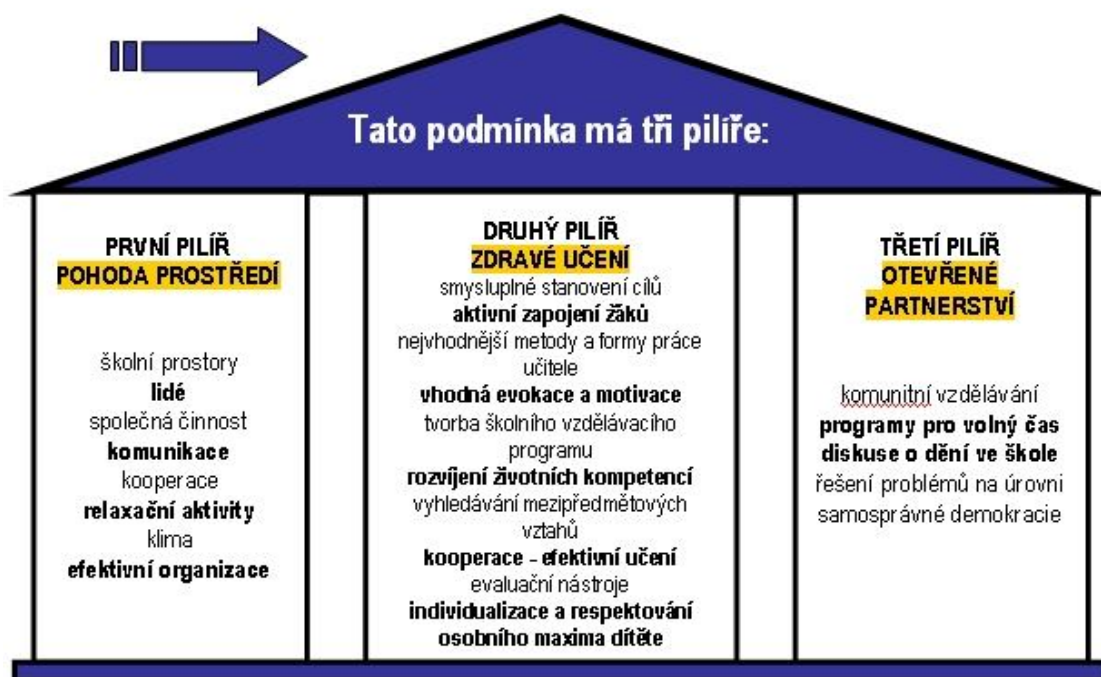 Tato podmínka má tři pilíře:
PRVNÍ PILÍŘ
POHODA PROSTŘEDÍ
školní prostory
lidé
společná činnost
komunikace
kooperace
relaxační aktivity
klima
efektivní organizace
DRUHÝ PILÍŘ
ZDRAVÉ UČENÍ
smysluplné stanovení cílů
aktivní zapojení žáků
nejvhodnější metody a formy práce
učitele
vhodná evokace a motivace
tvorba školního vzdělávacího
programu
rozvíjení životních kompetencí
vyhledávání mezipředmětových
vztahů
kooperace - efektivní učení
evaluační nástroje
individualizace a respektování
osobního maxima dítěte
TŘETÍ PILÍŘ
OTEVŘENÉ
PARTNERSTVÍ
komunitní vzdělávání
programy pro volný čas
diskuse o dění ve škole
řešení problémů na úrovni
samosprávné demokracie